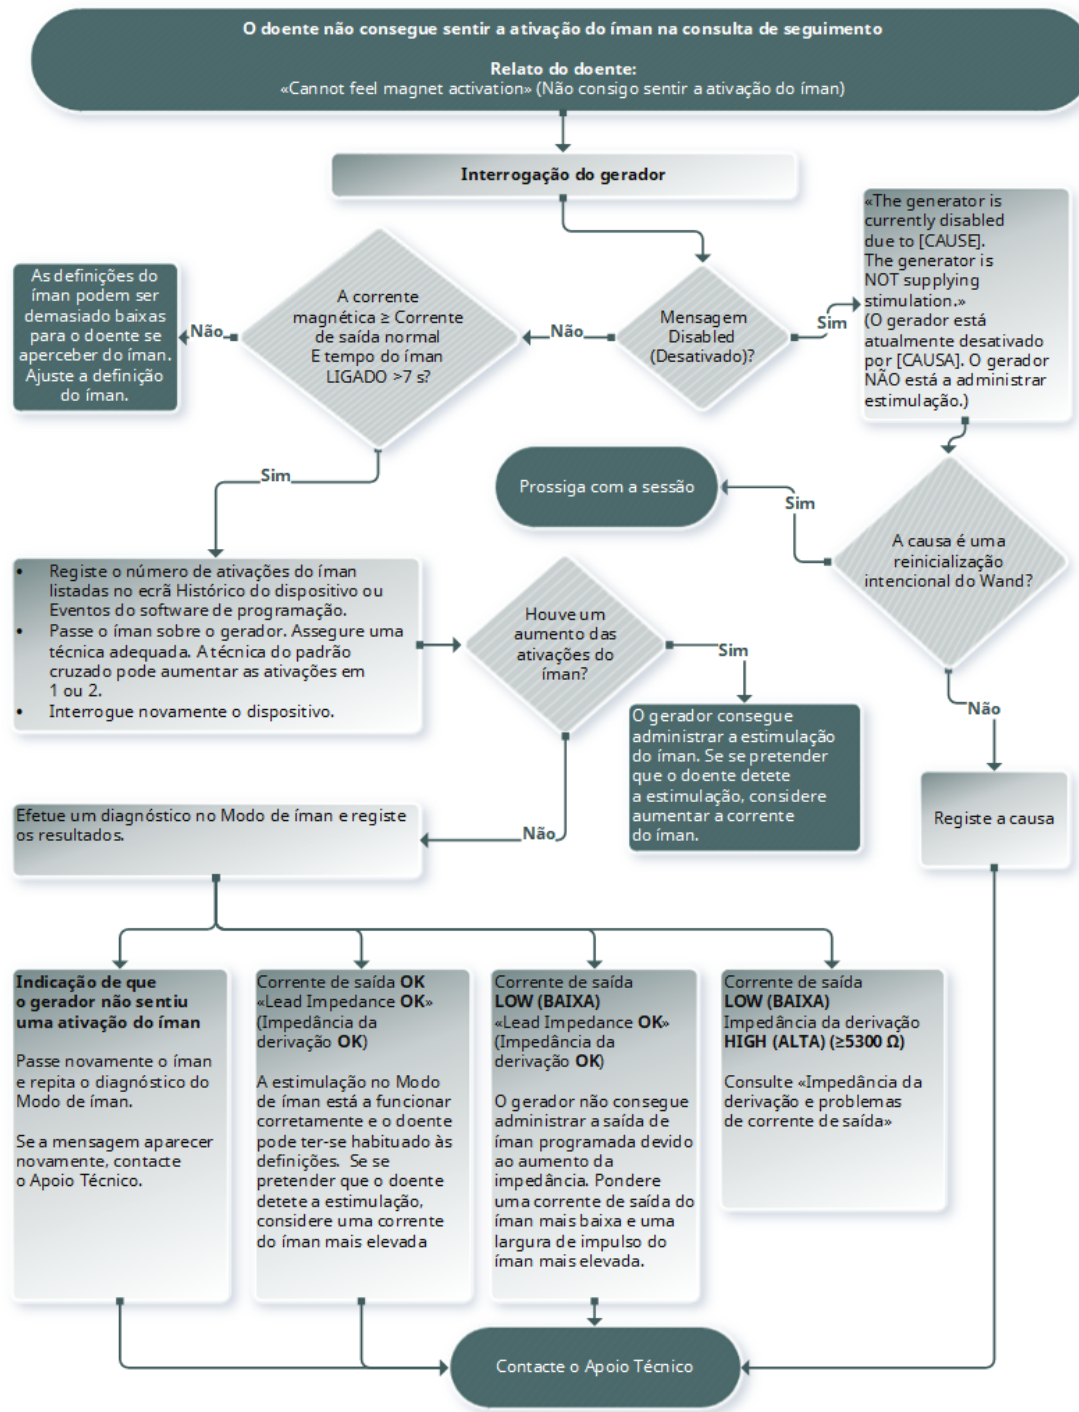 O doente não consegue sentir a ativação do íman na consulta de seguimento
Relato do doente:
«Cannot feel magnet activation» (Não consigo sentir a ativação do íman)
Interrogação do gerador
«The generator is
currently disabled
due to [CAUSE].
The generator is
NOT supplying
stimulation.»
(O gerador está
atualmente desativado
por [CAUSA]. O gerador
NÃO está a administrar
estimulação.)
Mensagem
Disabled
(Desativado)?
Sim
Não
A corrente
magnética ≥ Corrente
de saída normal
E tempo do íman
LIGADO >7 s?
Não
As definições do
íman podem ser
demasiado baixas
para o doente se
aperceber do íman.
Ajuste a definição
do íman.
Sim
Prossiga com a sessão
Sim
A causa é uma
reinicialização
intencional do Wand?
• Registe o número de ativações do íman
listadas no ecrã Histórico do dispositivo ou
Eventos do software de programação.
• Passe o íman sobre o gerador. Assegure uma
técnica adequada. A técnica do padrão
cruzado pode aumentar as ativações em
1 ou 2.
• Interrogue novamente o dispositivo.
Houve um
aumento das
ativações do
íman?
Sim
Não
O gerador consegue
administrar a estimulação
do íman. Se se pretender
que o doente detete
a estimulação, considere
aumentar a corrente
do íman.
Não
Registe a causa
Efetue um diagnóstico no Modo de íman e registe
os resultados.
Indicação de que
o gerador não sentiu
uma ativação do íman
Passe novamente o íman
e repita o diagnóstico do
Modo de íman.
Se a mensagem aparecer
novamente, contacte
o Apoio Técnico.
Corrente de saída OK
«Lead Impedance OK»
(Impedância da
derivação OK)
A estimulação no Modo
de íman está a funcionar
corretamente e o doente
pode ter-se habituado às
definições. Se se
pretender que o doente
detete a estimulação,
considere uma corrente
do íman mais elevada
Corrente de saída
LOW (BAIXA)
«Lead Impedance OK»
(Impedância da
derivação OK)
O gerador não consegue
administrar a saída de
íman programada devido
ao aumento da
impedância. Pondere
uma corrente de saída do
íman mais baixa e uma
largura de impulso do
íman mais elevada.
Corrente de saída
LOW (BAIXA)
Impedância da derivação
HIGH (ALTA) (≥5300 Ω)
Consulte «Impedância da
derivação e problemas
de corrente de saída»
Contacte o Apoio Técnico